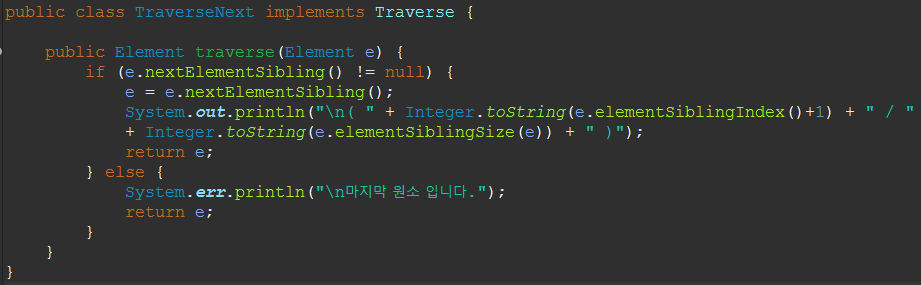 public class TraverseNext implements Traverse {
public Element traverse(Element e) {
if (e.nextElementSibling() != null) {
e = e.nextElementSibling();
System.out.println("\n( " + Integer.toString(e.elementSiblingIndex()+1) + " / "
+ Integer.toString(e.elementSiblingSize(e)) + " )");
return e;
} else {
System.err.println("\n마지막 원소 입니다.");
return e;
}
}
}